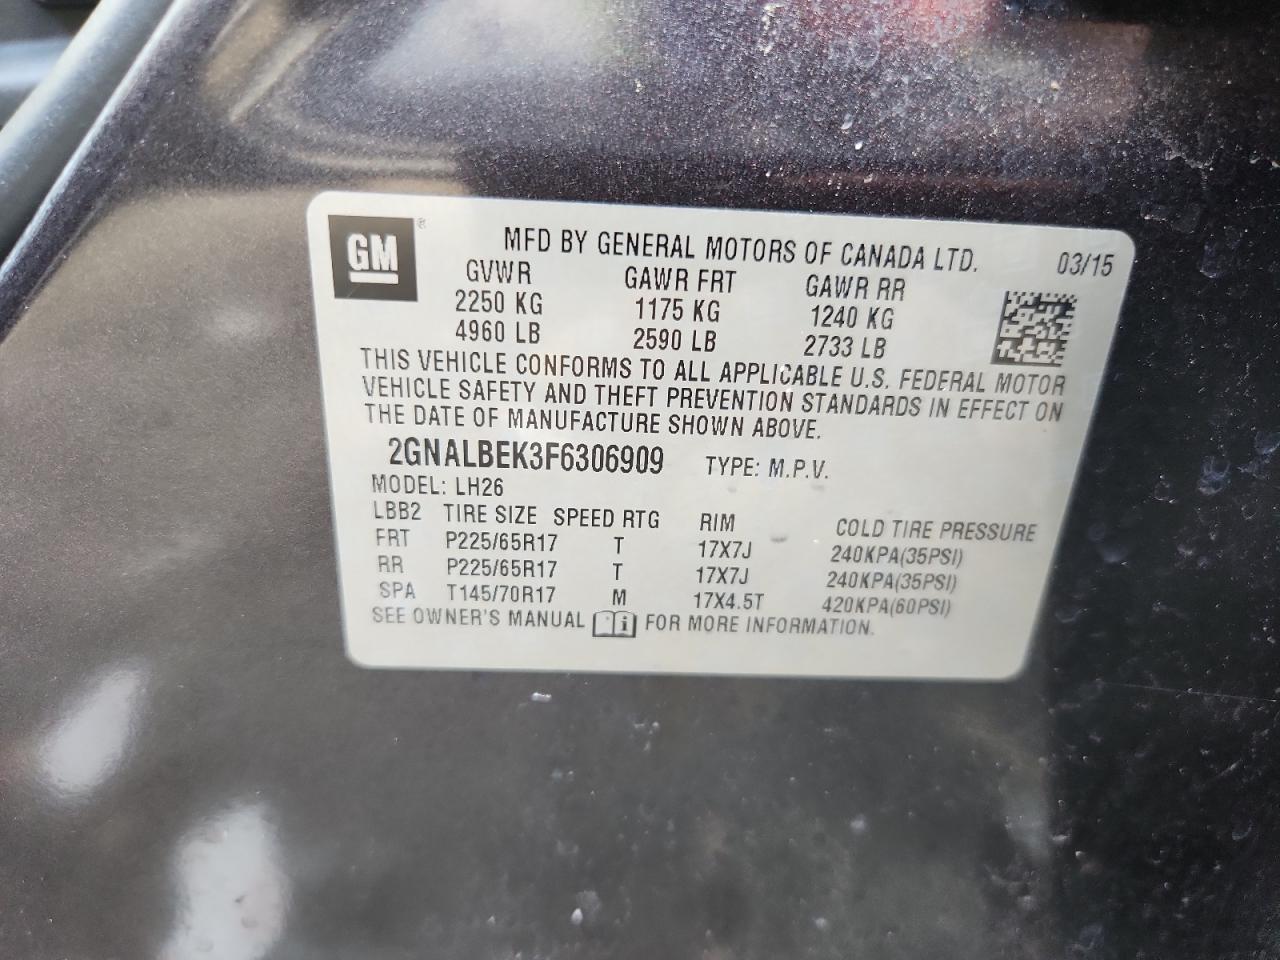 GM ®
MFD BY GENERAL MOTORS OF CANADA LTD. 03/15
GVWR GAWR FRT GAWR RR
2250 KG 1175 KG 1240 KG
4960 LB 2590 LB 2733 LB
THIS VEHICLE CONFORMS TO ALL APPLICABLE U.S. FEDERAL MOTOR
VEHICLE SAFETY AND THEFT PREVENTION STANDARDS IN EFFECT ON
THE DATE OF MANUFACTURE SHOWN ABOVE.
2GNALBEK3F6306909 TYPE: M.P.V.
MODEL: LH26
LBB2 TIRE SIZE SPEED RTG RIM COLD TIRE PRESSURE
FRT P225/65R17 T 17X7J 240KPA(35PSI)
RR P225/65R17 T 17X7J 240KPA(35PSI)
SPA T145/70R17 M 17X4.5T 420KPA(60PSI)
SEE OWNER'S MANUAL i FOR MORE INFORMATION.